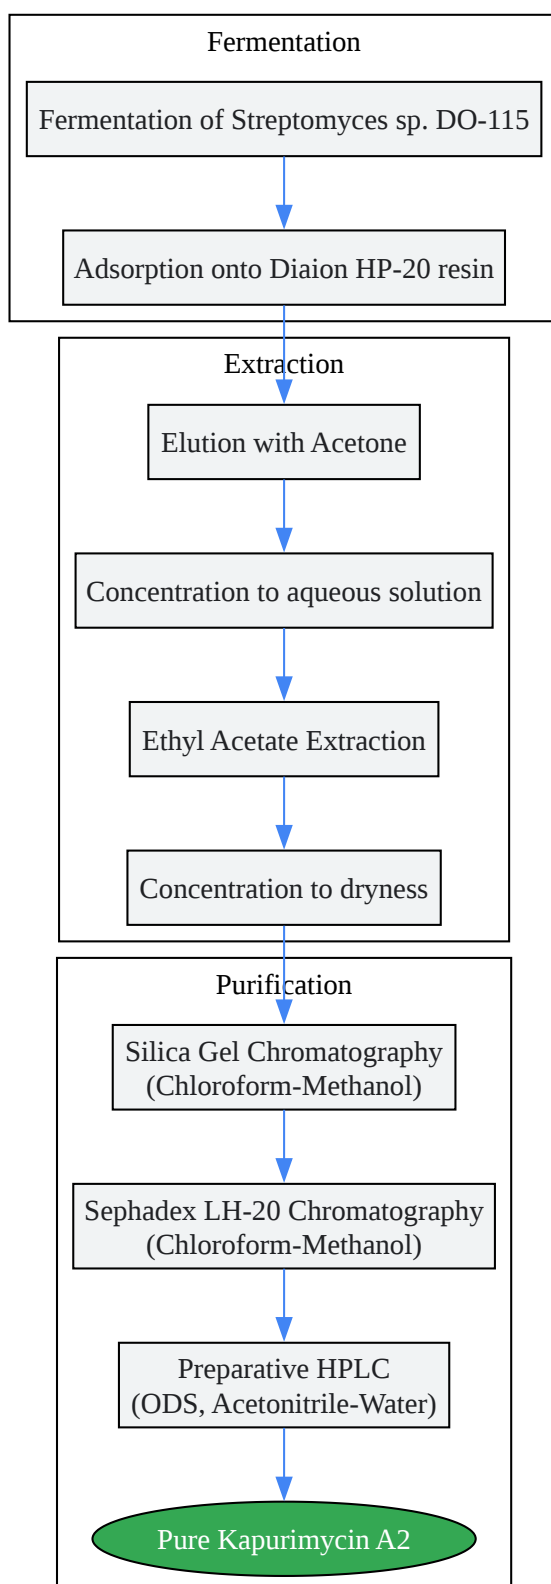 Fermentation
Fermentation of Streptomyces sp. DO-115
Adsorption onto Diaion HP-20 resin
Extraction
Elution with Acetone
Concentration to aqueous solution
Ethyl Acetate Extraction
Concentration to dryness
Purification
Silica Gel Chromatography
(Chloroform-Methanol)
Sephadex LH-20 Chromatography
(Chloroform-Methanol)
Preparative HPLC
(ODS, Acetonitrile-Water)
Pure Kapurimycin A2